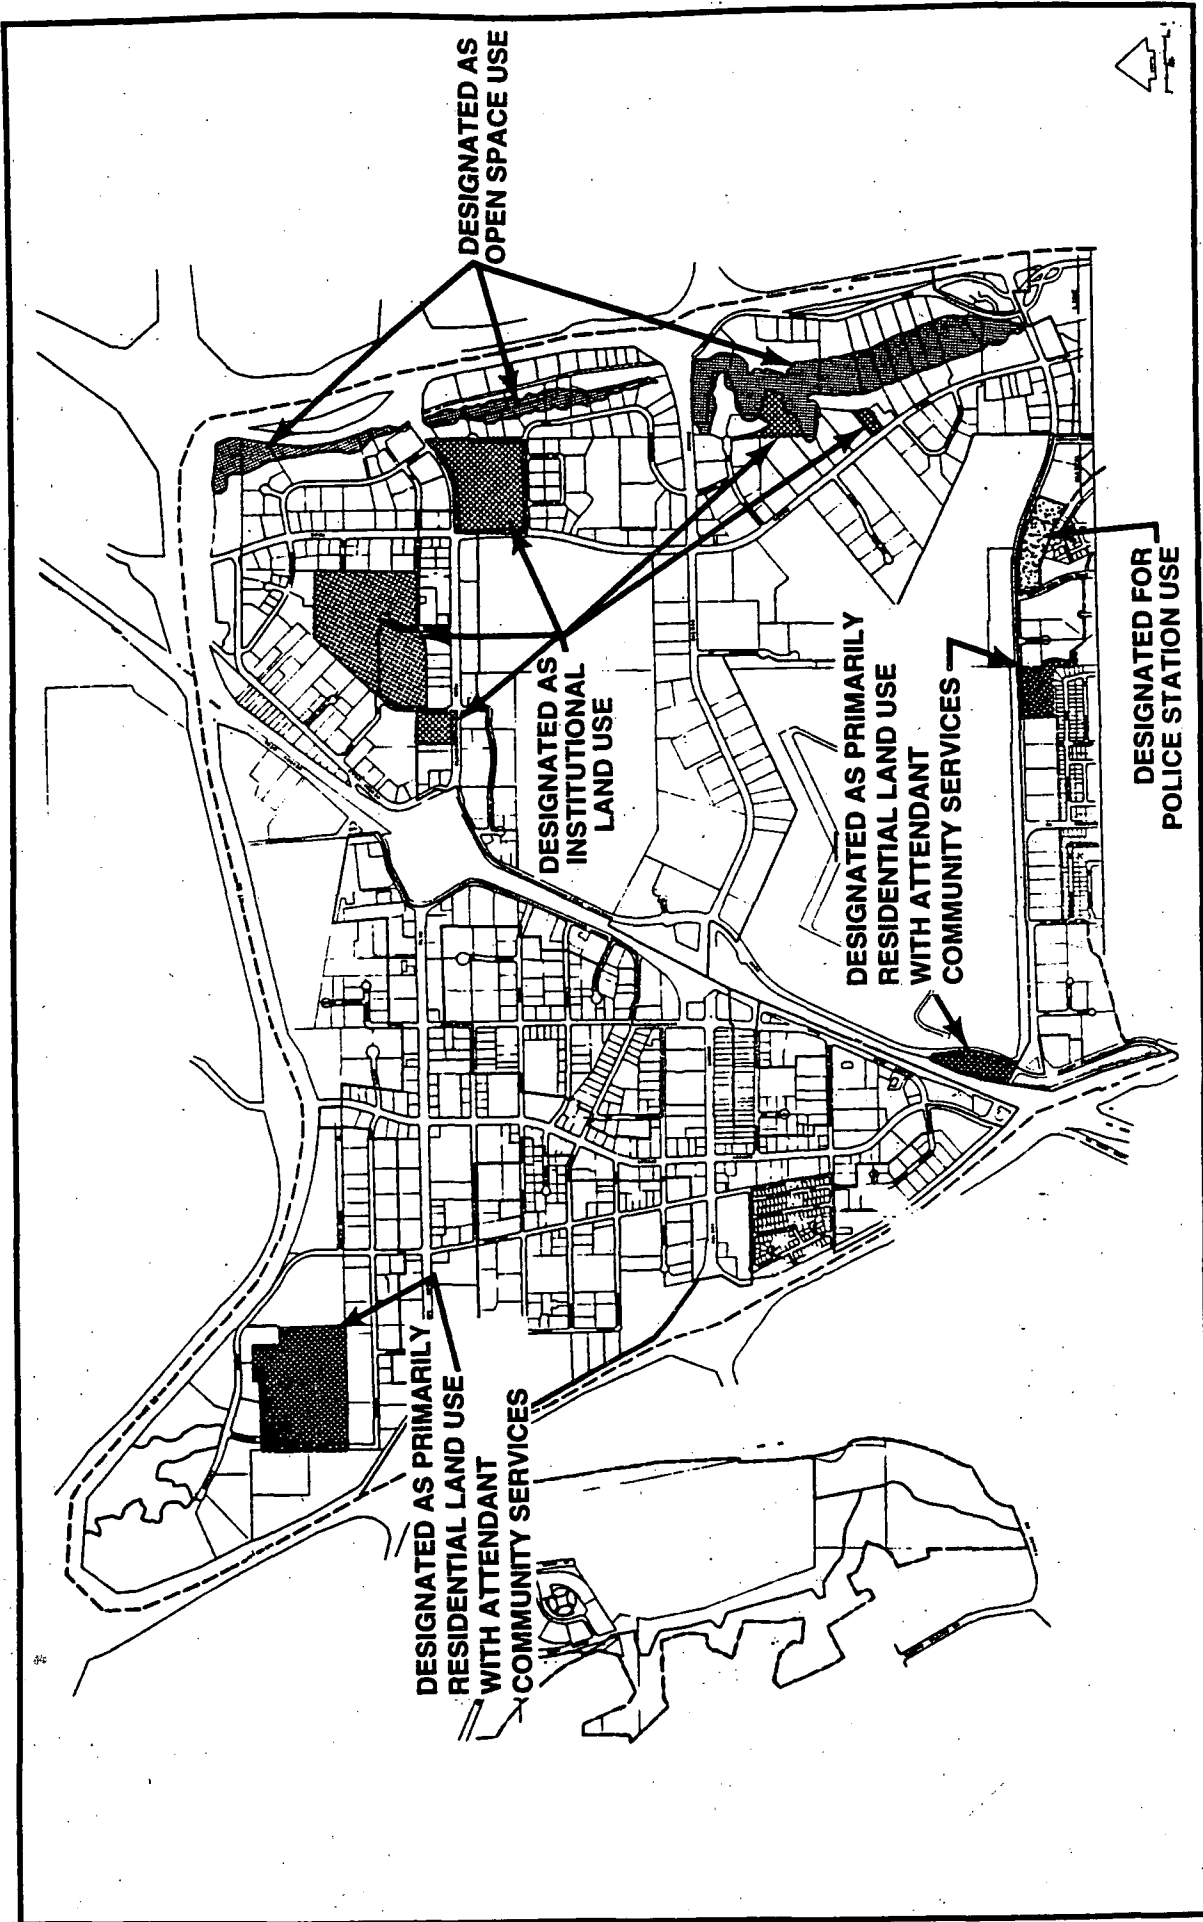 DESIGNATED AS
OPEN SPACE USE
DESIGNATED AS
INSTITUTIONAL
LAND USE
DESIGNATED AS PRIMARILY
RESIDENTIAL LAND USE
WITH ATTENDANT
COMMUNITY SERVICES
DESIGNATED FOR
POLICE STATION USE
DESIGNATED AS PRIMARILY
RESIDENTIAL LAND USE
WITH ATTENDANT
COMMUNITY SERVICES